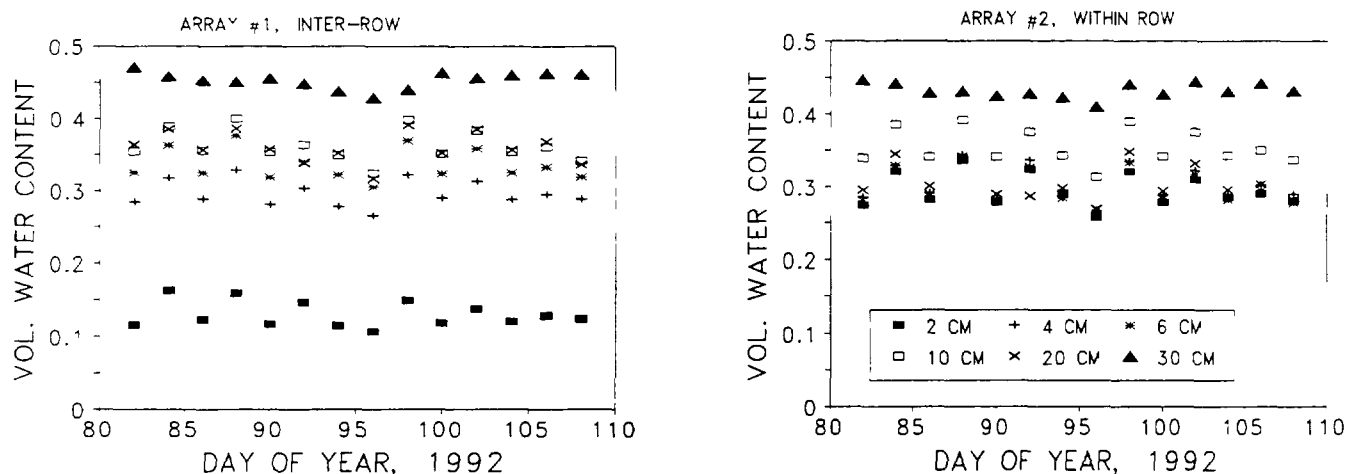 ARRAY #1, INTER-ROW
VOL. WATER CONTENT
0.5
0.4
0.3
0.2
0.1
0
80 85 90 95 100 105 110
DAY OF YEAR, 1992
ARRAY #2, WITHIN ROW
VOL. WATER CONTENT
0.5
0.4
0.3
0.2
0.1
0
2 CM 4 CM 6 CM
10 CM 20 CM 30 CM
80 85 90 95 100 105 110
DAY OF YEAR, 1992